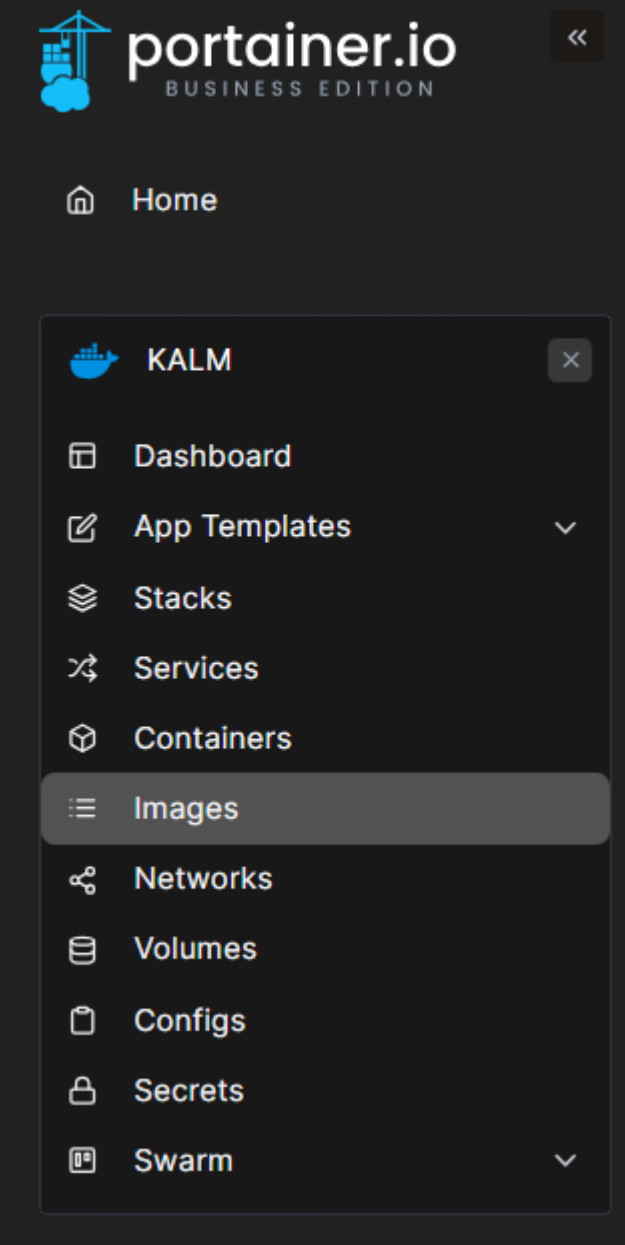 portainer.io
BUSINESS EDITION
Home
KALM
Dashboard
App Templates
Stacks
Services
Containers
Images
Networks
Volumes
Configs
Secrets
Swarm